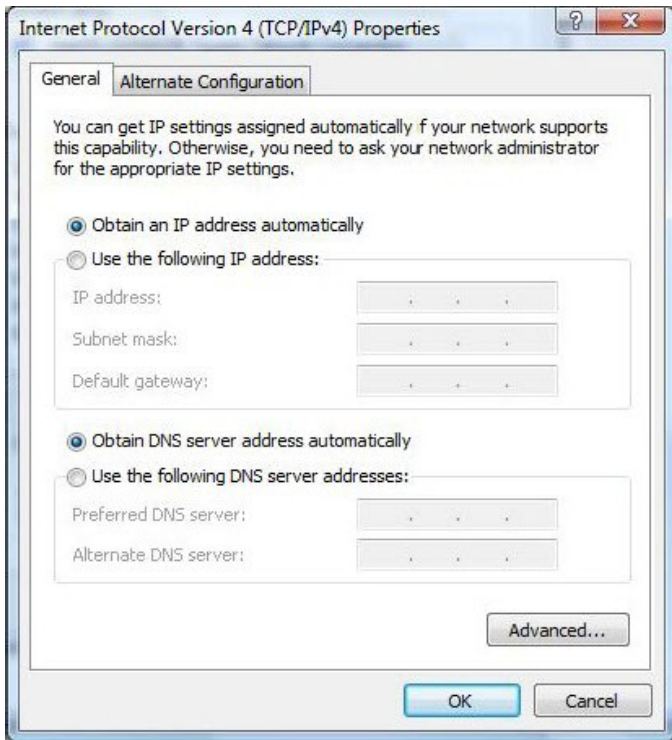 Internet Protocol Version 4 (TCP/IPv4) Properties
General
Alternate Configuration
You can get IP settings assigned automatically f your network supports
this capability. Otherwise, you need to ask your network administrator
for the appropriate IP settings.
Obtain an IP address automatically
Use the following IP address:
IP address:
Subnet mask:
Default gateway:
Obtain DNS server address automatically
Use the following DNS server addresses:
Preferred DNS server:
Alternate DNS server:
Advanced...
OK
Cancel